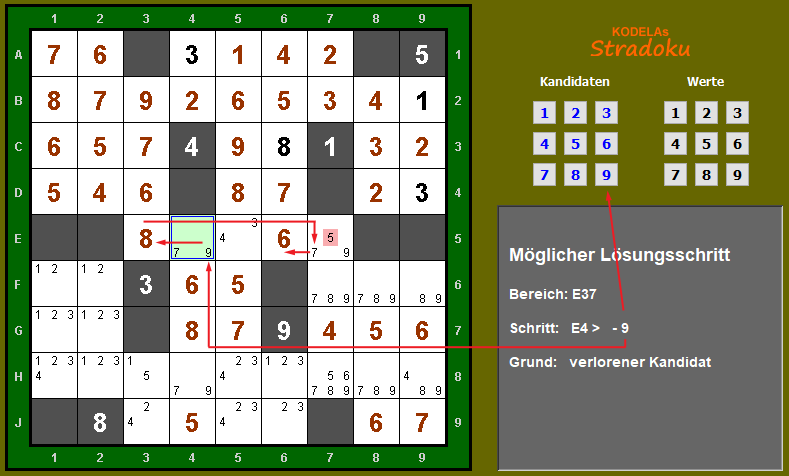 KODELAs
Stradoku
Kandidaten Werte
1 2 3 1 2 3
4 5 6 4 5 6
7 8 9 7 8 9
1 2 3 4 5 6 7 8 9
A 7 6 3 1 4 2 5 1
B 8 7 9 2 6 5 3 4 1 2
C 6 5 7 4 9 8 1 3 2 3
D 5 4 6 8 7 2 3 4
E 8 7 9 3 4 6 5 7 9 5
F 1 2 1 2 3 6 5 7 8 9 7 8 9 8 9 6
G 1 2 3 1 2 3 8 7 9 4 5 6 7
H 1 2 3 4 1 2 3 1 5 7 9 2 3 4 1 2 3 5 6 7 8 9 7 8 9 4 8 9 8
J 8 2 4 5 2 3 4 2 3 6 7 9
1 2 3 4 5 6 7 8 9
Möglicher Lösungsschritt
Bereich: E37
Schritt: E4 > - 9
Grund: verlorener Kandidat